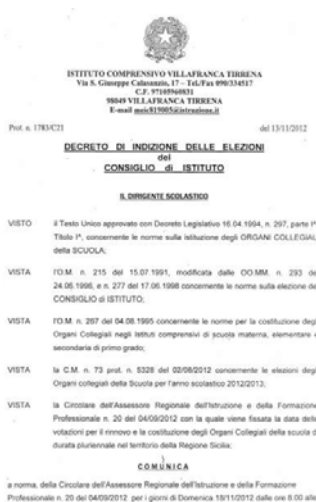 ISTITUTO COMPRENSIVO VILLAFRANCA TIRRENA
Via S. Giuseppe Calasanzio, 17 – Tel./Fax 090/334517
C.F. 97105960831
98049 VILLAFRANCA TIRRENA
E-mail meic819005@istruzione.it
Prot. n. 1783/C21 del 13/11/2012
DECRETO DI INDIZIONE DELLE ELEZIONI
del
CONSIGLIO di ISTITUTO
IL DIRIGENTE SCOLASTICO
VISTO il Testo Unico approvato con Decreto Legislativo 16.04.1994, n. 297, parte Iª
Titolo Iª, concernente le norme sulla istituzione degli ORGANI COLLEGIAL
della SCUOLA;
VISTA l'O.M. n. 215 del 15.07.1991, modificata dalle OO.MM. n. 293 de
24.06.1996, e n. 277 del 17.06.1998 concernente le norme sulla elezione de
CONSIGLIO di ISTITUTO;
VISTA l'O.M. n. 267 del 04.08.1995 concernente le norme per la costituzione degl
Organi Collegiali negli Istituti comprensivi di scuola materna, elementare e
secondaria di primo grado;
VISTA la C.M. n. 73 prot. n. 5328 del 02/08/2012 concernente le elezioni degl
Organi collegiali della Scuola per l'anno scolastico 2012/2013;
VISTA la Circolare dell'Assessore Regionale dell'Istruzione e della Formazione
Professionale n. 20 del 04/09/2012 con la quale viene fissata la data delle
votazioni per il rinnovo e la costituzione degli Organi Collegiali della scuola d
durata pluriennale nel territorio della Regione Sicilia;
COMUNICA
a norma, della Circolare dell'Assessore Regionale dell'Istruzione e della Formazione
Professionale n. 20 del 04/09/2012 per i giorni di Domenica 18/11/2012 dalle ore 8.00 alle